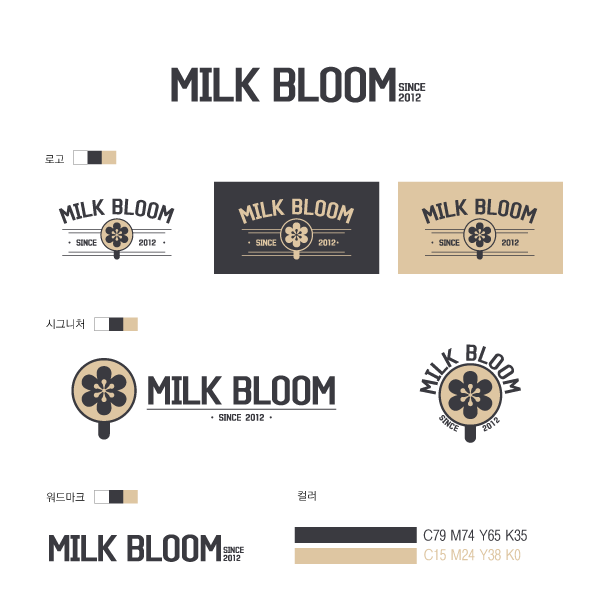 MILK BLOOM SINCE 2012
로고
MILK BLOOM
· SINCE 2012 ·
MILK BLOOM
· SINCE 2012 ·
MILK BLOOM
· SINCE 2012 ·
시그니처
MILK BLOOM
· SINCE 2012 ·
MILK BLOOM
SINCE 2012
워드마크
MILK BLOOM SINCE 2012
컬러
C79 M74 Y65 K35
C15 M24 Y38 K0